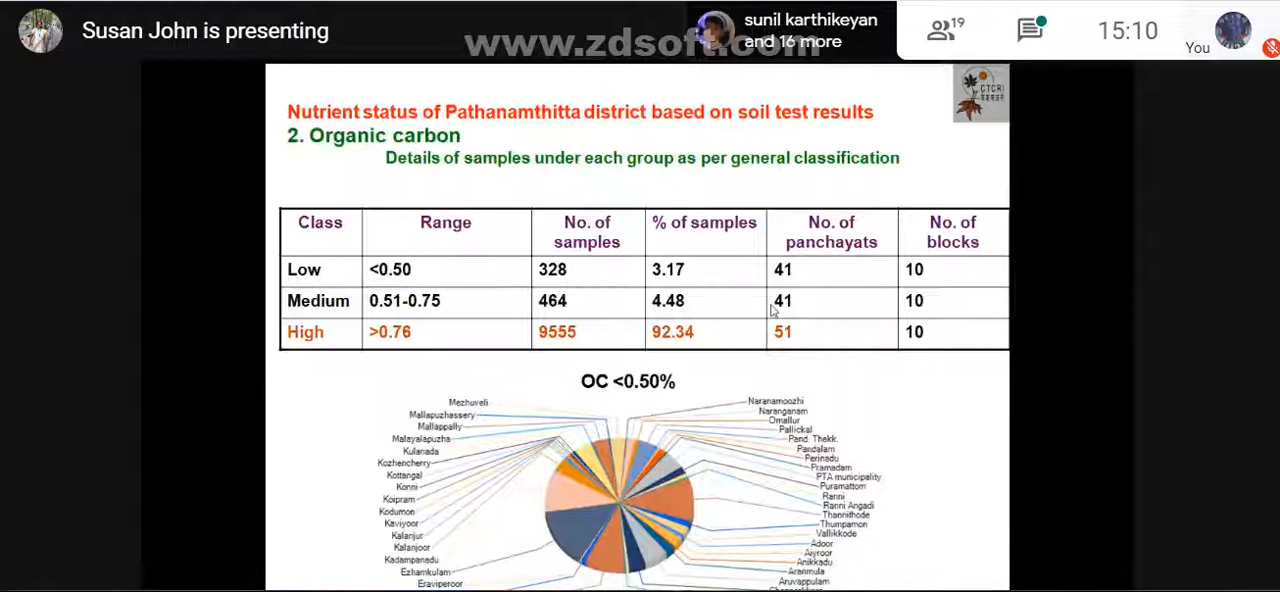 Susan John is presenting
sunil karthikeyan
and 16 more
19
15:10
You
www.zdsoft.com
CTCRI
Nutrient status of Pathanamthitta district based on soil test results
2. Organic carbon
Details of samples under each group as per general classification
Class Range No. of samples % of samples No. of panchayats No. of blocks
Low <0.50 328 3.17 41 10
Medium 0.51-0.75 464 4.48 41 10
High >0.76 9555 92.34 51 10
OC <0.50%
Mezhuveli
Mallapuzhassery
Mallappally
Malayalapuzha
Kulanada
Kozhencherry
Kottangal
Konni
Koipram
Kodumon
Kaviyoor
Kalanjur
Kalanjoor
Kadampanadu
Ezhamkulam
Eraviperoor
Naranamoozhi
Naranganam
Omallur
Pallickal
Pand. Thekk.
Pandalam
Perinadu
Pramadam
PTA municipality
Puramattom
Ranni
Ranni Angadi
Thannithode
Thumpamon
Vallikkode
Adoor
Aiyroor
Anikkadu
Aranmula
Aruvappulam